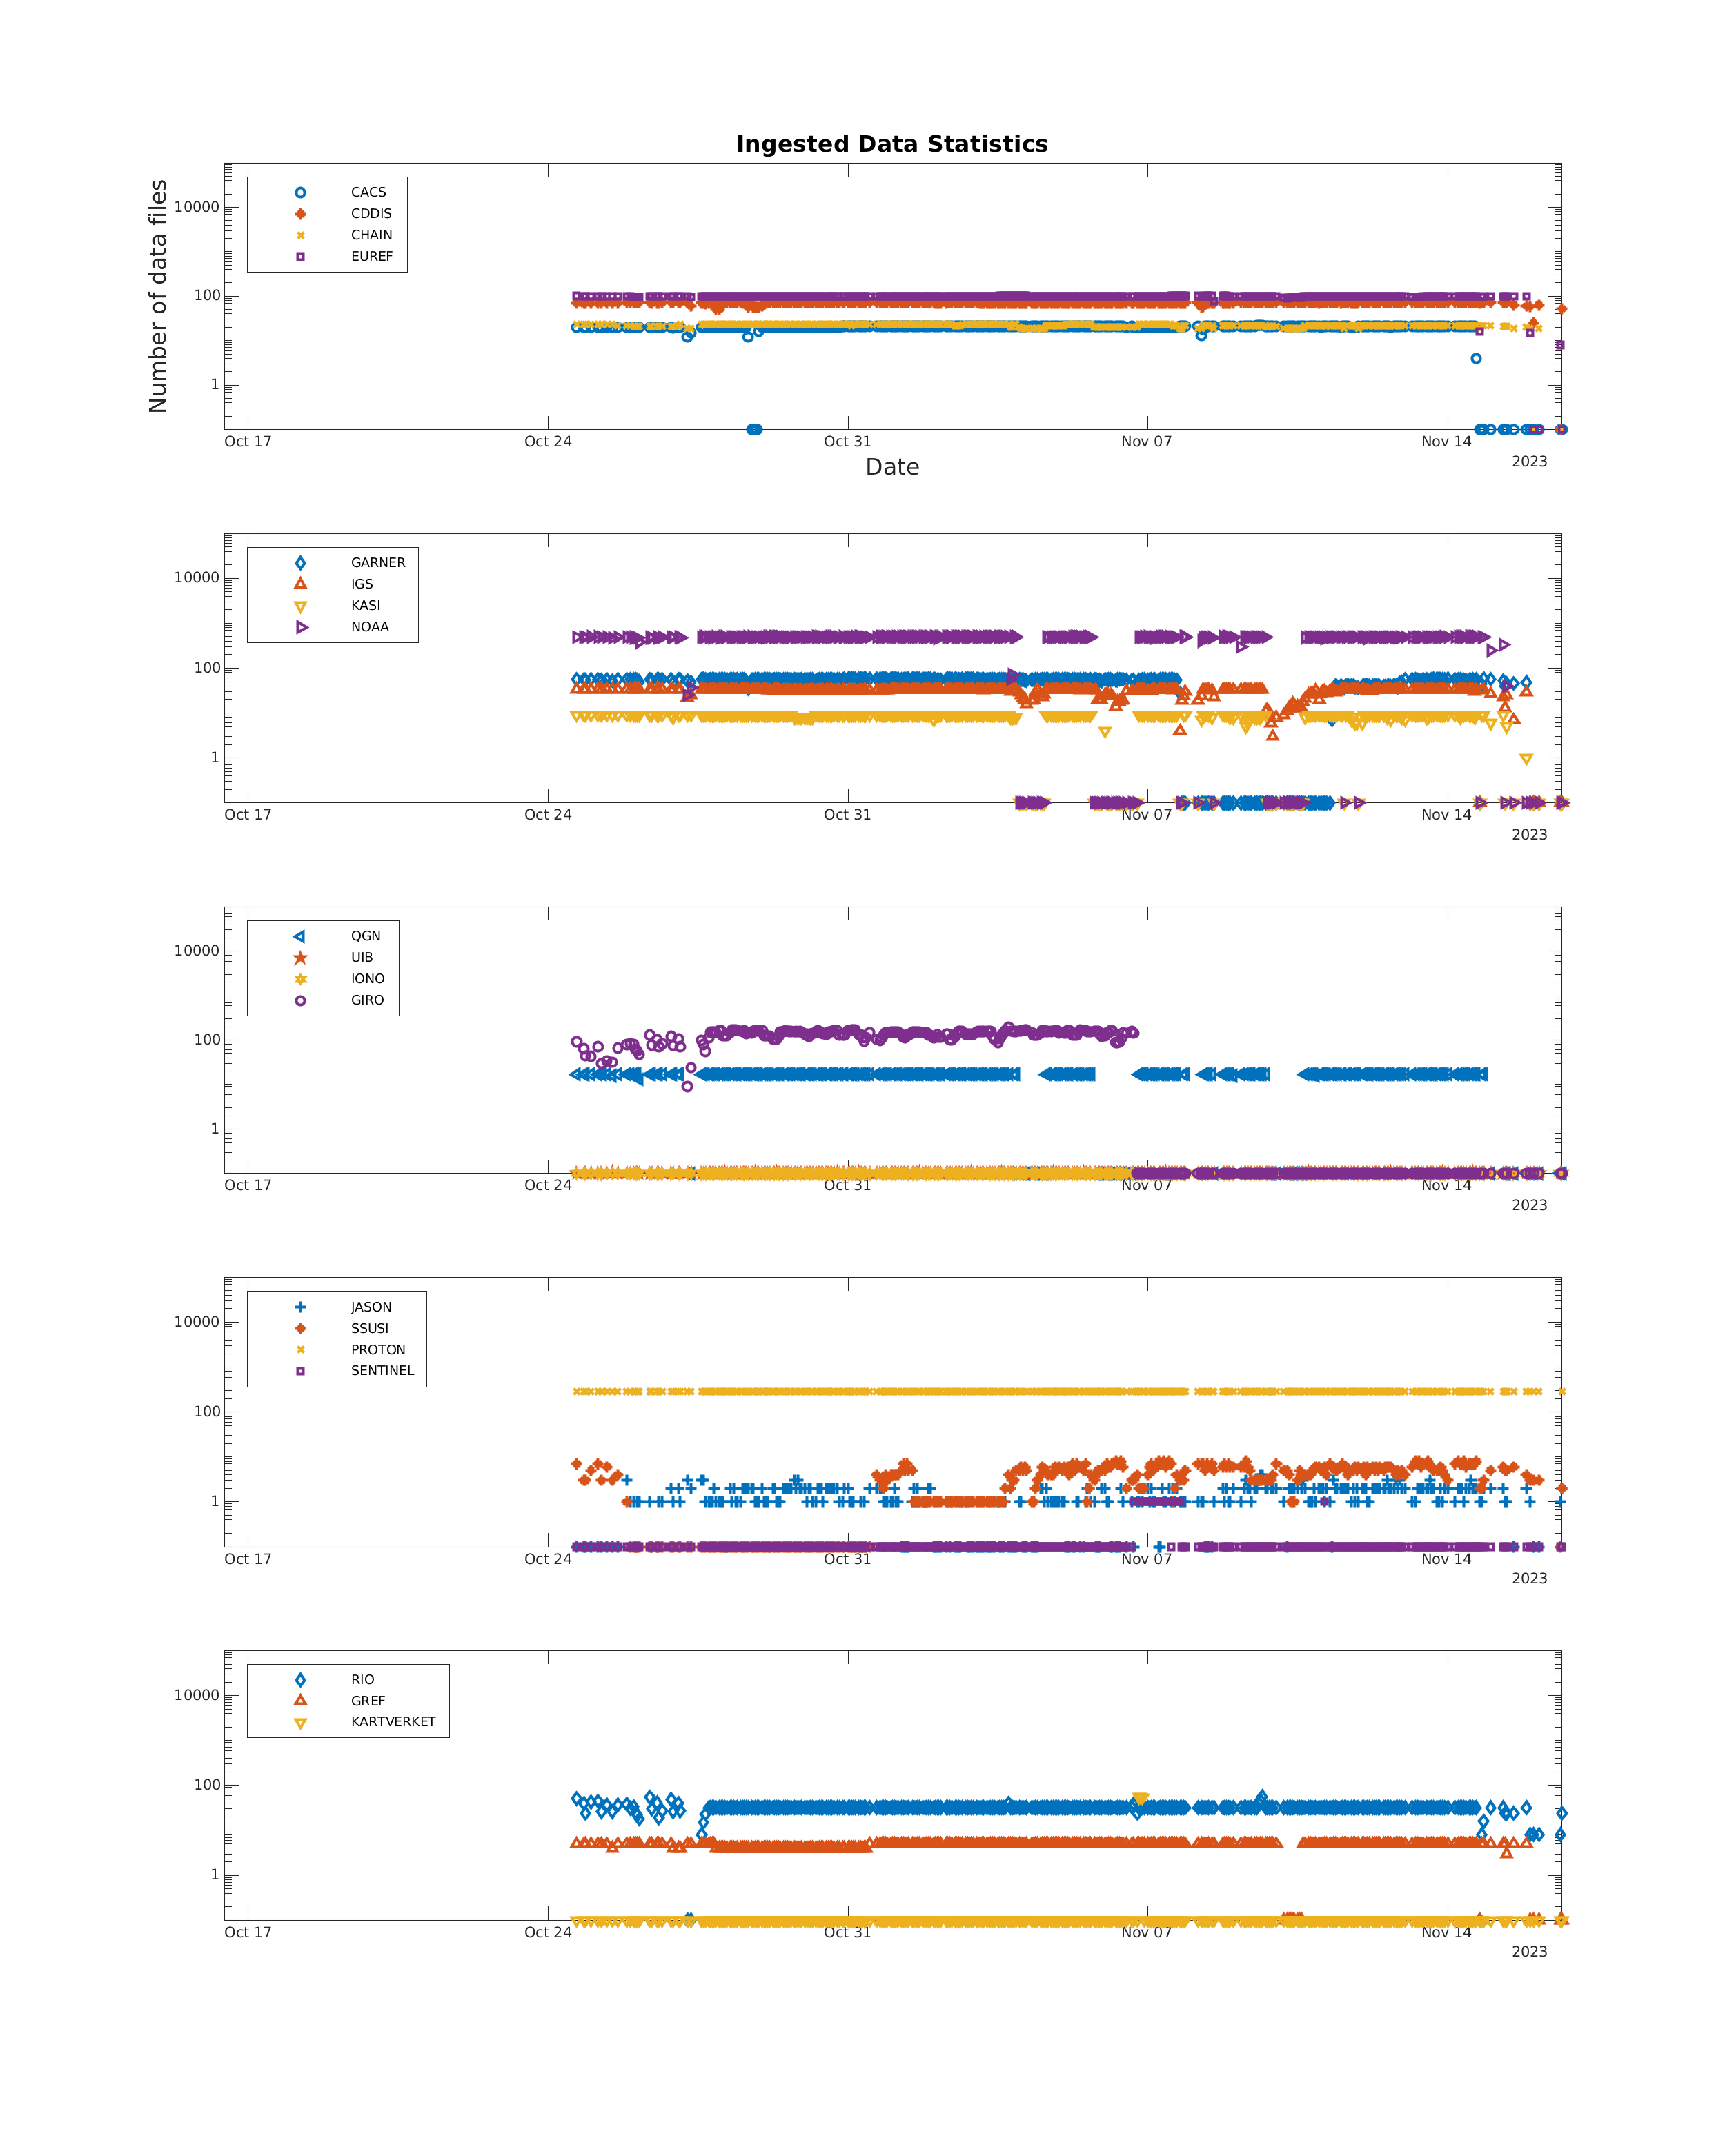 Ingested Data Statistics
Number of data files
CACS
CDDIS
CHAIN
EUREF
10000
100
1
Oct 17 Oct 24 Oct 31 Nov 07 Nov 14
2023
Date
GARNER
IGS
KASI
NOAA
10000
100
1
Oct 17 Oct 24 Oct 31 Nov 07 Nov 14
2023
QGN
UIB
IONO
GIRO
10000
100
1
Oct 17 Oct 24 Oct 31 Nov 07 Nov 14
2023
JASON
SSUSI
PROTON
SENTINEL
10000
100
1
Oct 17 Oct 24 Oct 31 Nov 07 Nov 14
2023
RIO
GREF
KARTVERKET
10000
100
1
Oct 17 Oct 24 Oct 31 Nov 07 Nov 14
2023